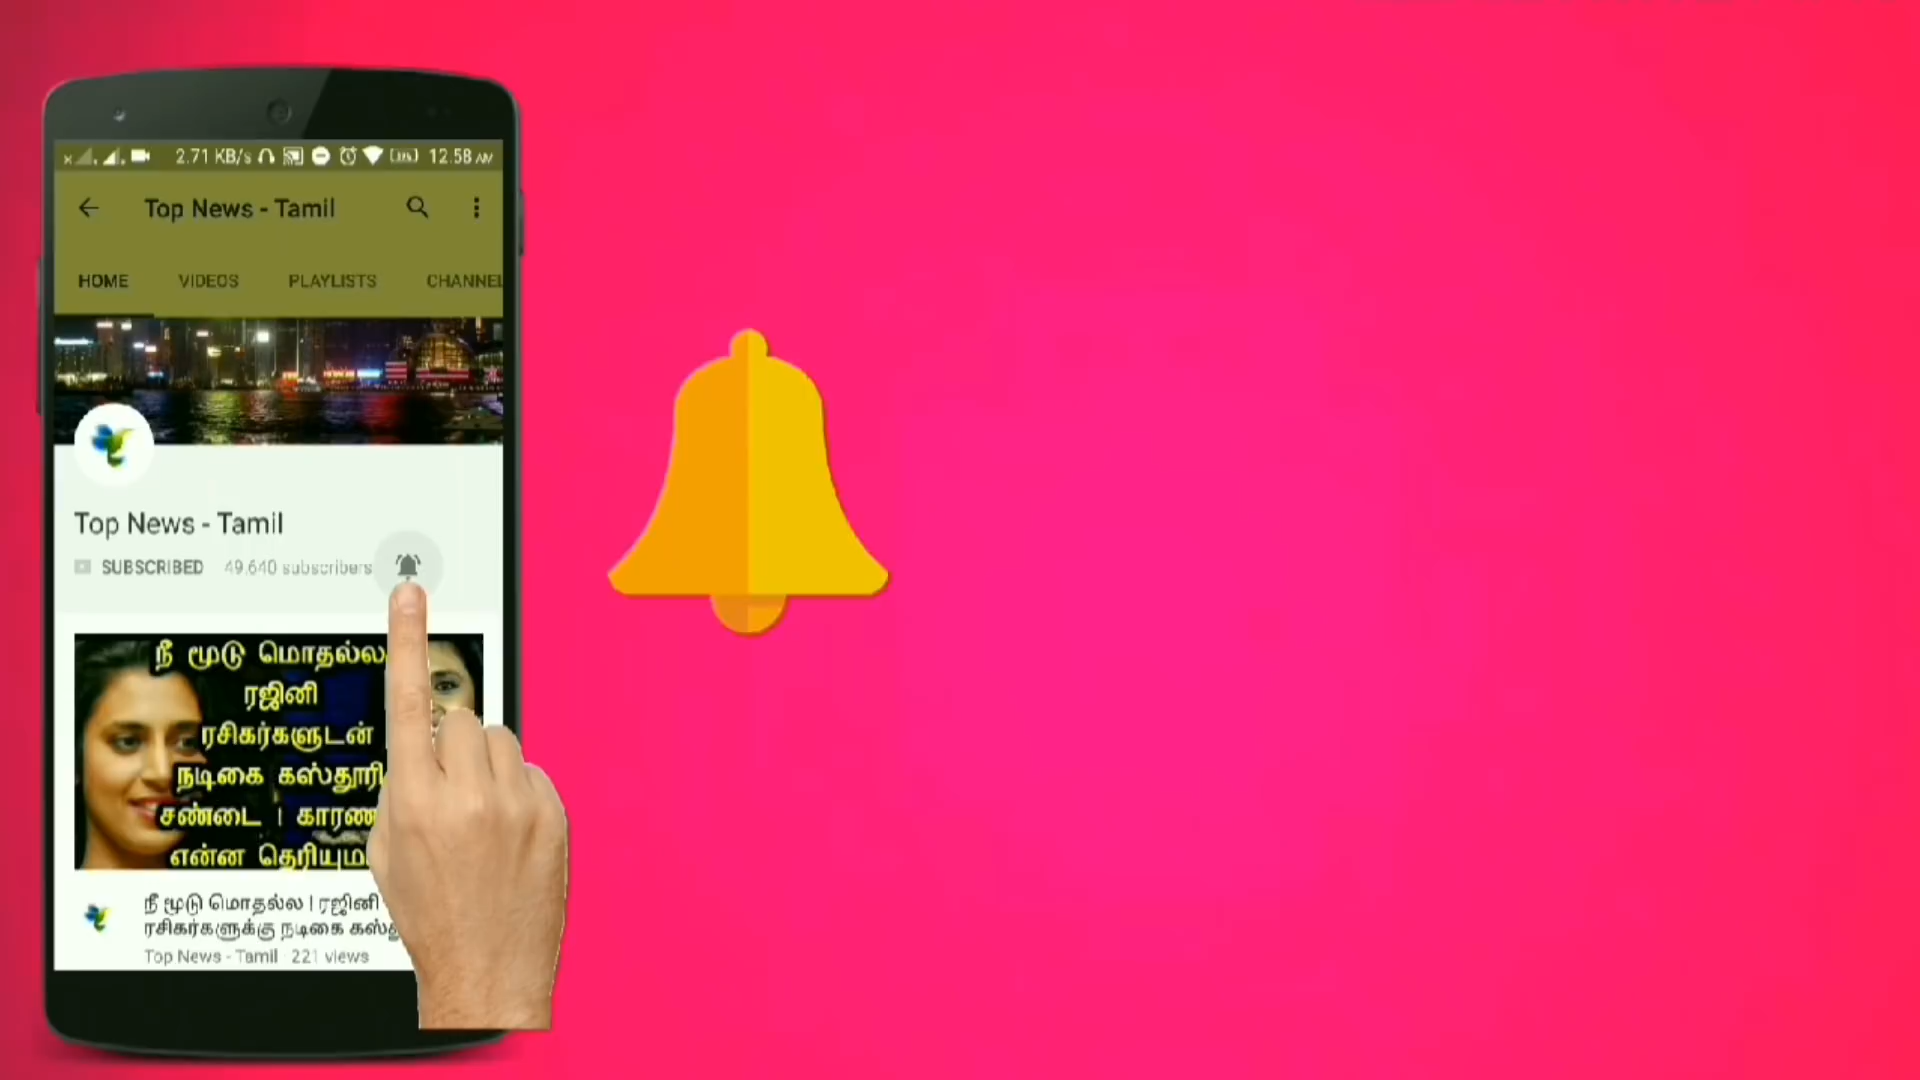 2.71 KB/s 12.58 AM
Top News - Tamil
HOME VIDEOS PLAYLISTS CHANNEL
Top News - Tamil
SUBSCRIBED 49,640 subscribers
நீ மூடு மொதல்ல
ரஜினி
ரசிகர்களுடன்
நடிகை கஸ்தூரி
சண்டை | காரண
என்ன தெரியுமா
நீ மூடு மொதல்ல | ரஜினி
ரசிகர்களுக்கு நடிகை
Top News - Tamil · 221 views